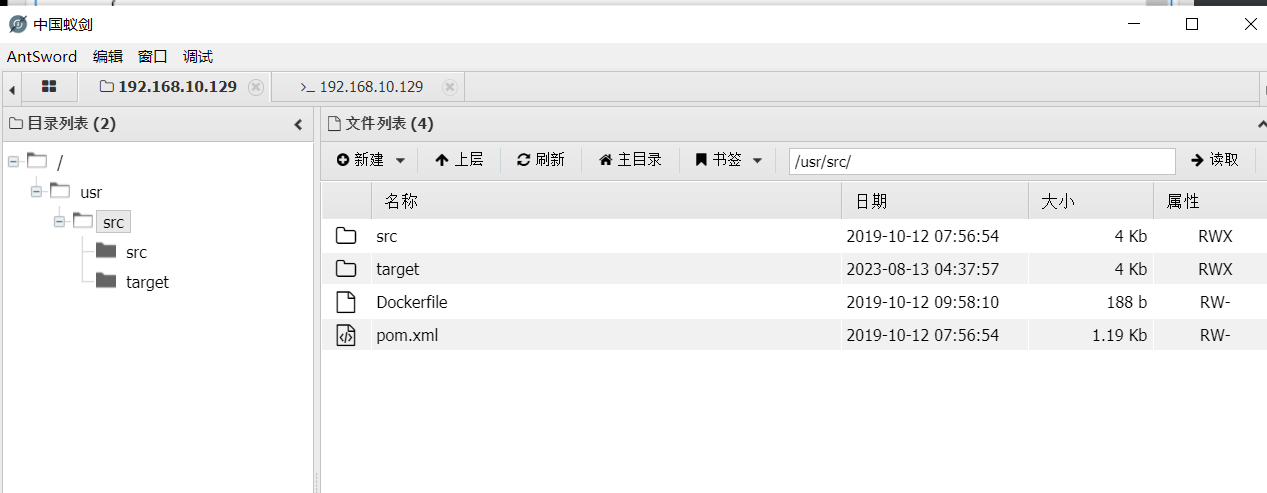 中国蚁剑
AntSword 编辑 窗口 调试
192.168.10.129 >_ 192.168.10.129
目录列表 (2)
文件列表 (4)
新建 上层 刷新 主目录 书签 /usr/src/ 读取
/
usr
src
src
target
名称 日期 大小 属性
src 2019-10-12 07:56:54 4 Kb RWX
target 2023-08-13 04:37:57 4 Kb RWX
Dockerfile 2019-10-12 09:58:10 188 b RW-
pom.xml 2019-10-12 07:56:54 1.19 Kb RW-